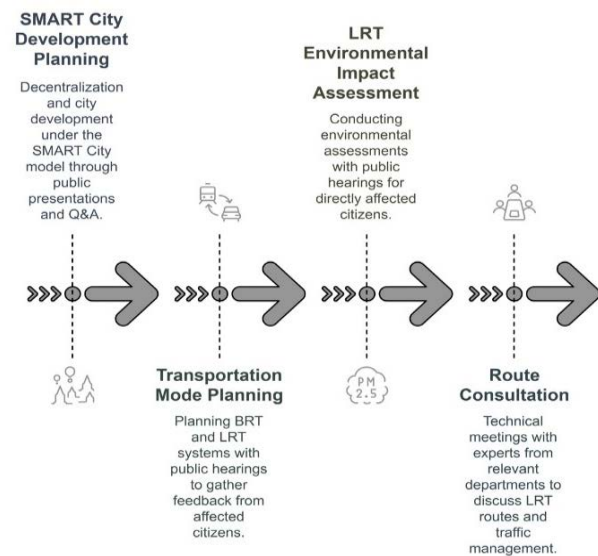 SMART City
Development
Planning
Decentralization
and city
development
under the
SMART City
model through
public
presentations
and Q&A.
Transportation
Mode Planning
Planning BRT
and LRT
systems with
public hearings
to gather
feedback from
affected
citizens.
LRT
Environmental
Impact
Assessment
Conducting
environmental
assessments
with public
hearings for
directly affected
citizens.
PM
2.5
Route
Consultation
Technical
meetings with
experts from
relevant
departments to
discuss LRT
routes and
traffic
management.